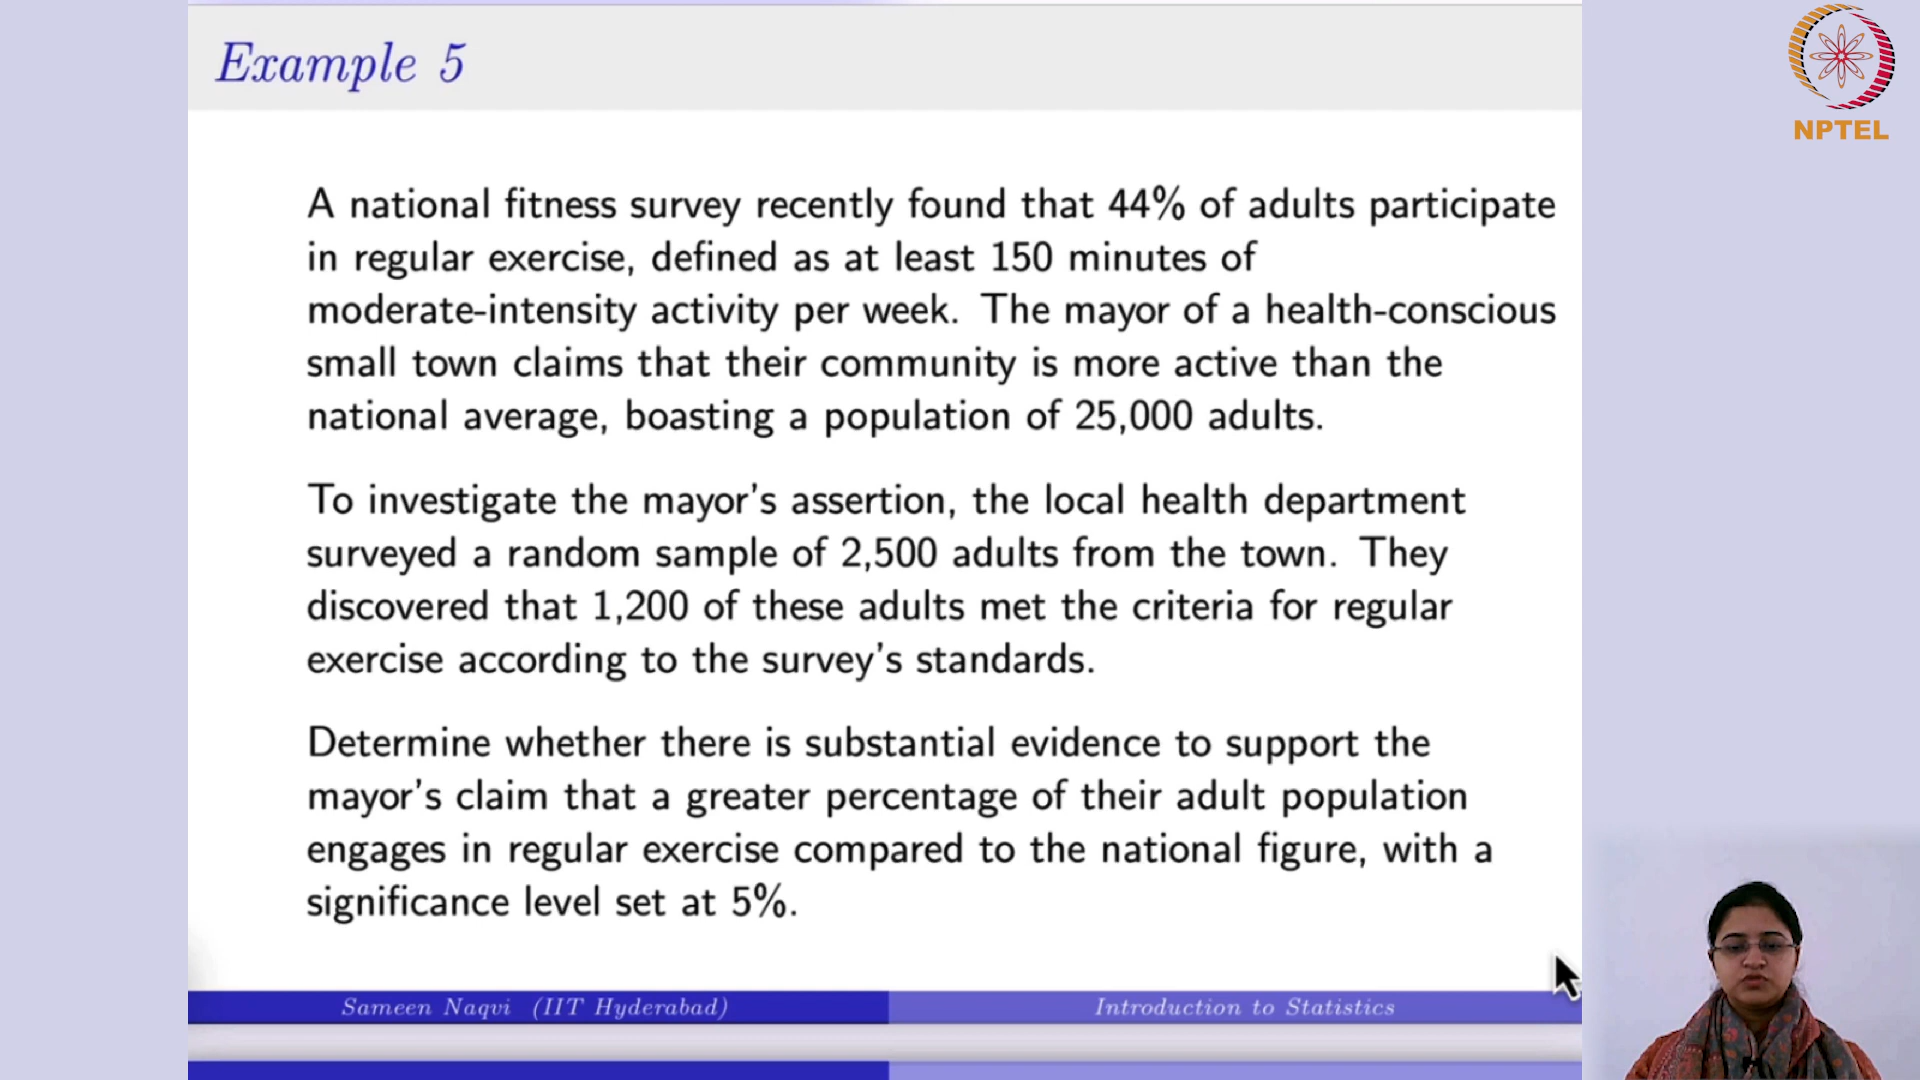 Example 5
NPTEL
A national fitness survey recently found that 44% of adults participate
in regular exercise, defined as at least 150 minutes of
moderate-intensity activity per week. The mayor of a health-conscious
small town claims that their community is more active than the
national average, boasting a population of 25,000 adults.
To investigate the mayor's assertion, the local health department
surveyed a random sample of 2,500 adults from the town. They
discovered that 1,200 of these adults met the criteria for regular
exercise according to the survey's standards.
Determine whether there is substantial evidence to support the
mayor's claim that a greater percentage of their adult population
engages in regular exercise compared to the national figure, with a
significance level set at 5%.
Sameen Naqvi (IIT Hyderabad)
Introduction to Statistics